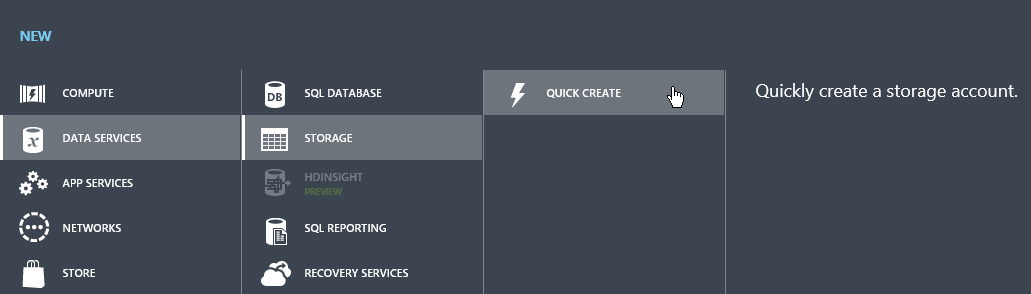 NEW
COMPUTE
DATA SERVICES
APP SERVICES
NETWORKS
STORE
DB
SQL DATABASE
STORAGE
HDINSIGHT
PREVIEW
SQL REPORTING
RECOVERY SERVICES
QUICK CREATE
Quickly create a storage account.